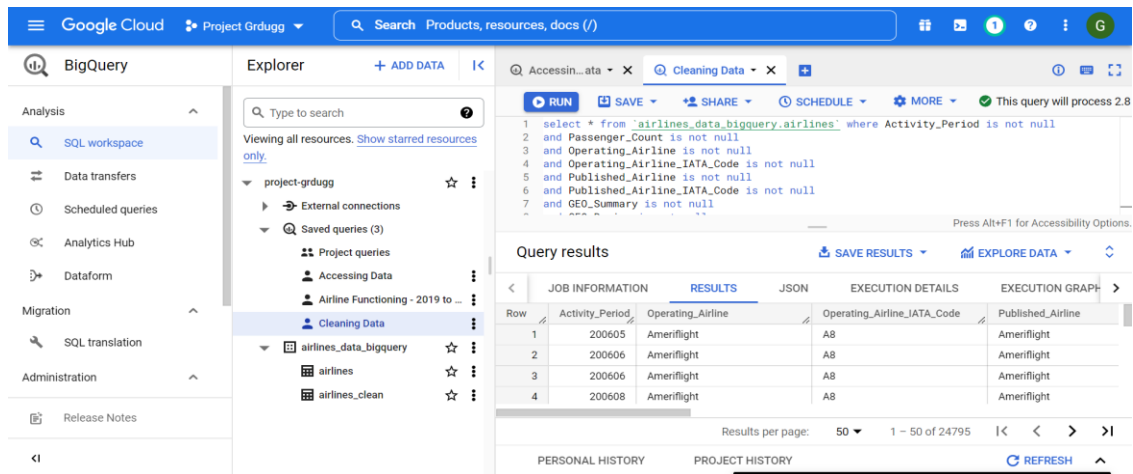 Google Cloud
Project Grdugg
Search Products, resources, docs (/)
1
G
BigQuery
Analysis
SQL workspace
Data transfers
Scheduled queries
Analytics Hub
Dataform
Migration
SQL translation
Administration
Release Notes
Explorer
+ ADD DATA
Type to search
Viewing all resources. Show starred resources
only.
project-grdugg
External connections
Saved queries (3)
Project queries
Accessing Data
Airline Functioning - 2019 to ...
Cleaning Data
airlines_data_bigquery
airlines
airlines_clean
Accessin...ata
Cleaning Data
RUN SAVE SHARE SCHEDULE MORE This query will process 2.8
1 select * from `airlines_data_bigquery.airlines` where Activity_Period is not null
2 and Passenger_Count is not null
3 and Operating_Airline is not null
4 and Operating_Airline_IATA_Code is not null
5 and Published_Airline is not null
6 and Published_Airline_IATA_Code is not null
7 and GEO_Summary is not null
Press Alt+F1 for Accessibility Options.
Query results
SAVE RESULTS
EXPLORE DATA
JOB INFORMATION RESULTS JSON EXECUTION DETAILS EXECUTION GRAPH
Row Activity_Period Operating_Airline Operating_Airline_IATA_Code Published_Airline
1 200605 Ameriflight A8 Ameriflight
2 200606 Ameriflight A8 Ameriflight
3 200606 Ameriflight A8 Ameriflight
4 200608 Ameriflight A8 Ameriflight
Results per page: 50 1 – 50 of 24795
PERSONAL HISTORY PROJECT HISTORY REFRESH